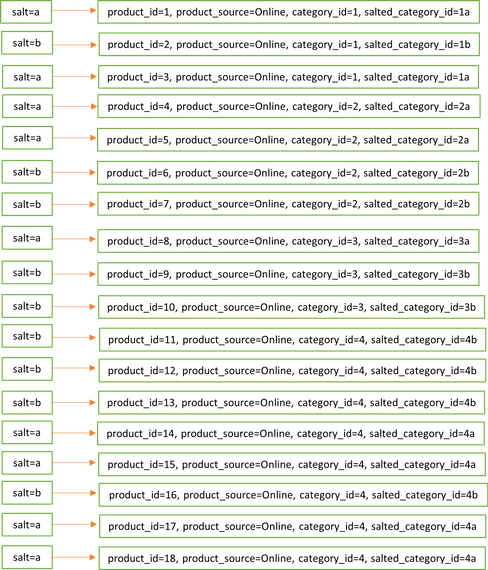 salt=a product_id=1, product_source=Online, category_id=1, salted_category_id=1a
salt=b product_id=2, product_source=Online, category_id=1, salted_category_id=1b
salt=a product_id=3, product_source=Online, category_id=1, salted_category_id=1a
salt=a product_id=4, product_source=Online, category_id=2, salted_category_id=2a
salt=a product_id=5, product_source=Online, category_id=2, salted_category_id=2a
salt=b product_id=6, product_source=Online, category_id=2, salted_category_id=2b
salt=b product_id=7, product_source=Online, category_id=2, salted_category_id=2b
salt=a product_id=8, product_source=Online, category_id=3, salted_category_id=3a
salt=b product_id=9, product_source=Online, category_id=3, salted_category_id=3b
salt=b product_id=10, product_source=Online, category_id=3, salted_category_id=3b
salt=b product_id=11, product_source=Online, category_id=4, salted_category_id=4b
salt=b product_id=12, product_source=Online, category_id=4, salted_category_id=4b
salt=b product_id=13, product_source=Online, category_id=4, salted_category_id=4b
salt=a product_id=14, product_source=Online, category_id=4, salted_category_id=4a
salt=a product_id=15, product_source=Online, category_id=4, salted_category_id=4a
salt=b product_id=16, product_source=Online, category_id=4, salted_category_id=4b
salt=a product_id=17, product_source=Online, category_id=4, salted_category_id=4a
salt=a product_id=18, product_source=Online, category_id=4, salted_category_id=4a